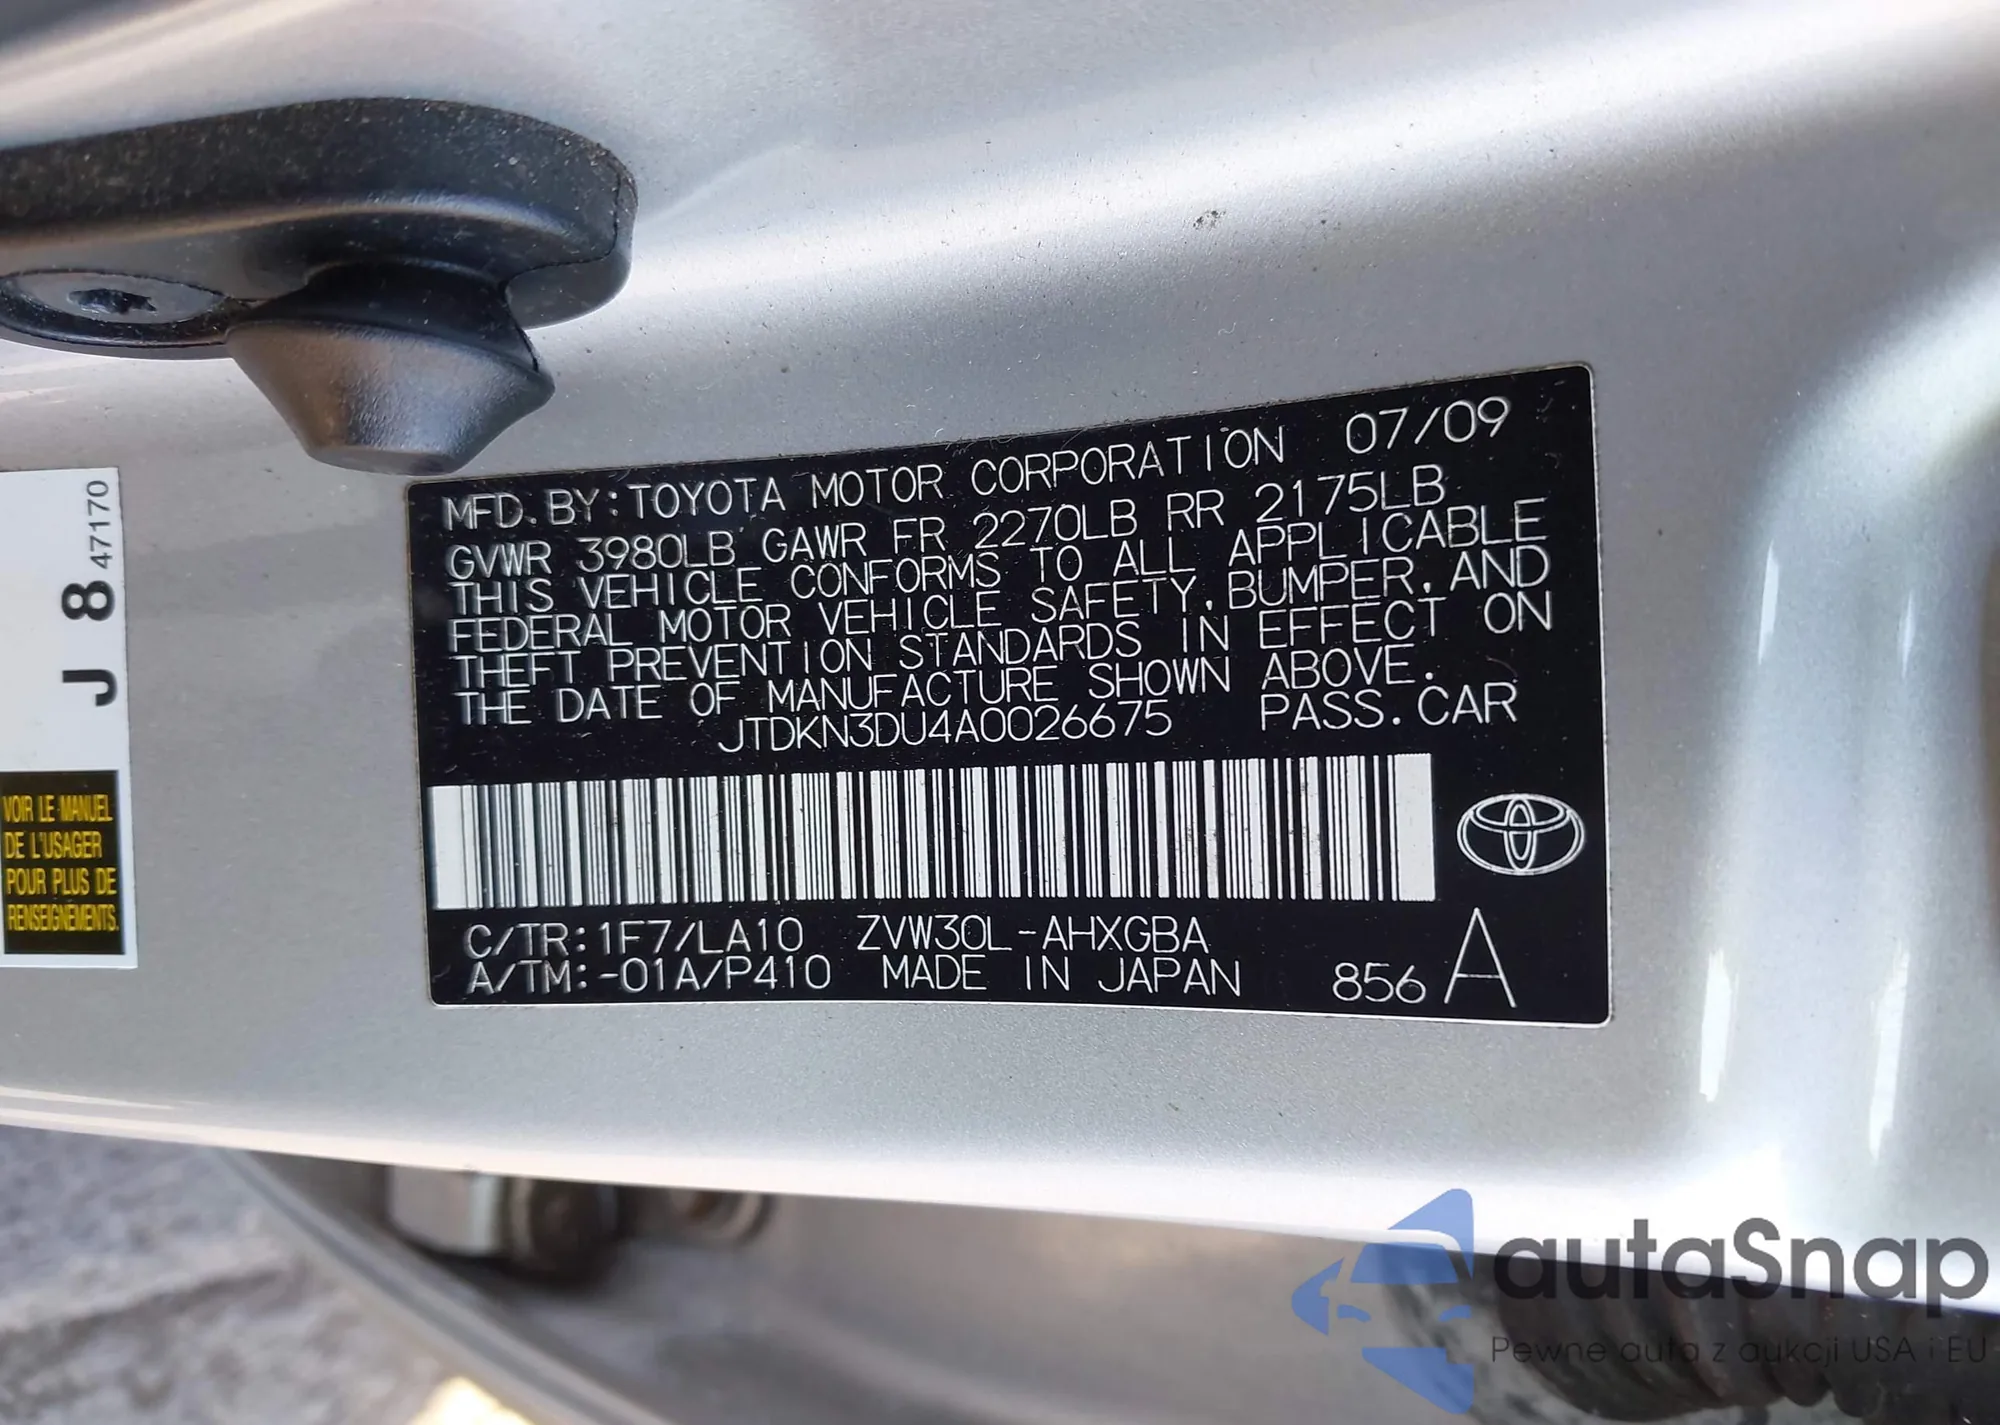 MFD. BY: TOYOTA MOTOR CORPORATION 07/09
GVWR 3980LB GAWR FR 2270LB RR 2175LB
THIS VEHICLE CONFORMS TO ALL APPLICABLE
FEDERAL MOTOR VEHICLE SAFETY, BUMPER, AND
THEFT PREVENTION STANDARDS IN EFFECT ON
THE DATE OF MANUFACTURE SHOWN ABOVE.
JTDKN3DU4A0026675 PASS. CAR
C/TR: 1F7/LA10 ZVW30L-AHXGBA
A/TM: -01A/P410 MADE IN JAPAN 856 A
J 8 47170
VOIR LE MANUEL
DE L'USAGER
POUR PLUS DE
RENSEIGNEMENTS.
autaSnap
Pewne auta z aukcji USA i EU